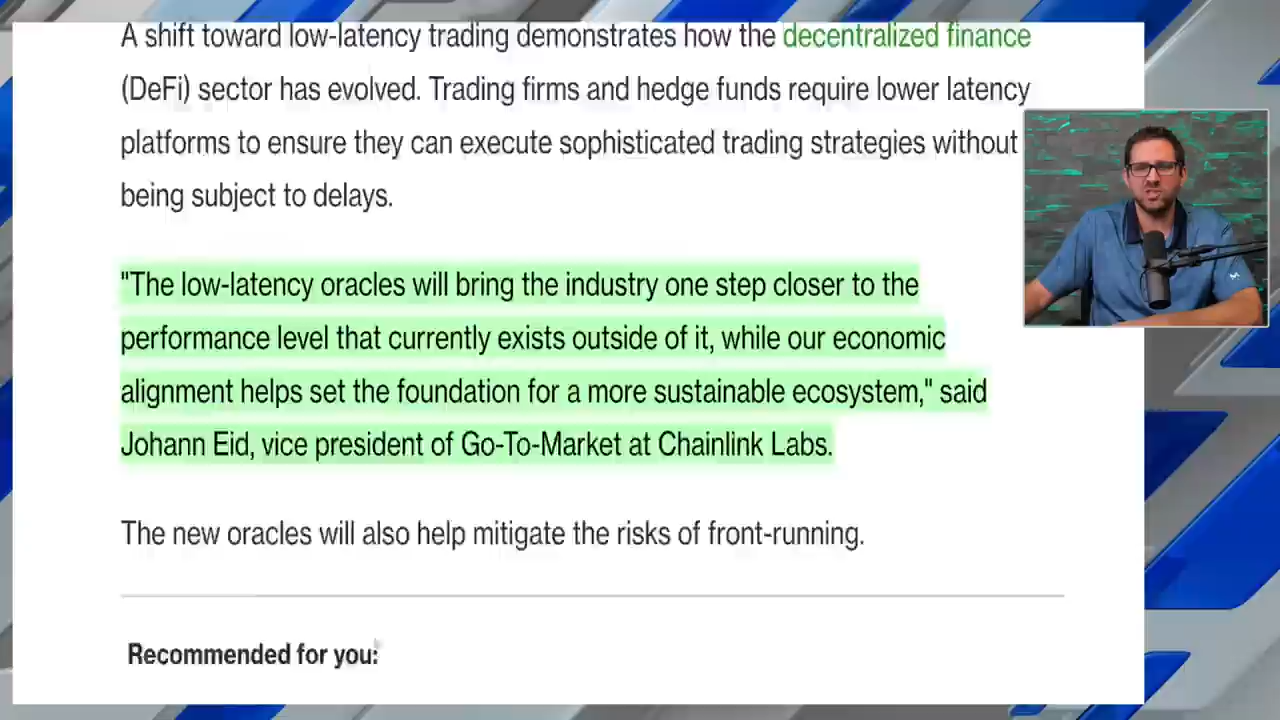 A shift toward low-latency trading demonstrates how the decentralized finance
(DeFi) sector has evolved. Trading firms and hedge funds require lower latency
platforms to ensure they can execute sophisticated trading strategies without
being subject to delays.
"The low-latency oracles will bring the industry one step closer to the
performance level that currently exists outside of it, while our economic
alignment helps set the foundation for a more sustainable ecosystem," said
Johann Eid, vice president of Go-To-Market at Chainlink Labs.
The new oracles will also help mitigate the risks of front-running.
Recommended for you: